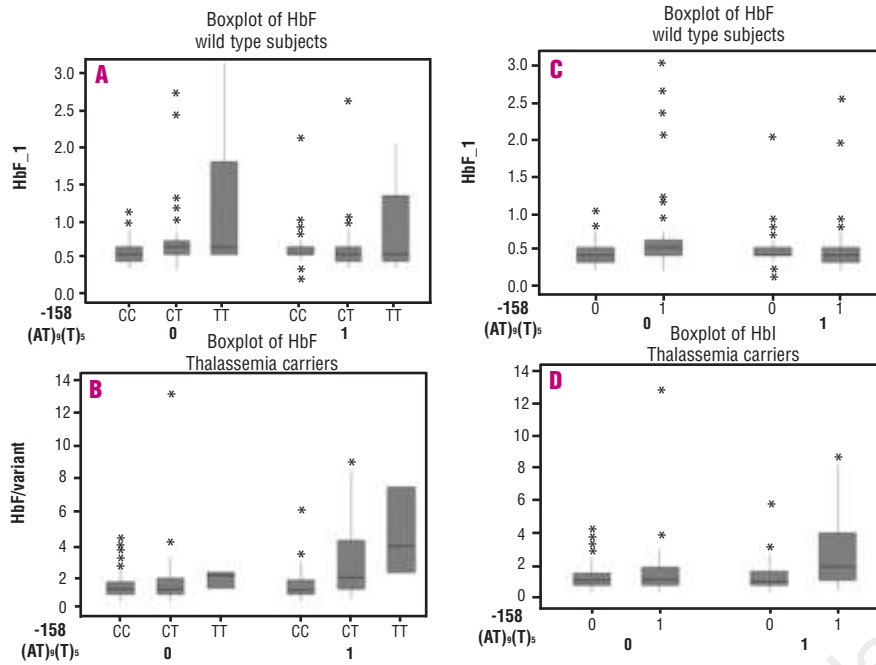 Boxplot of HbF
wild type subjects
A
HbF_1
3.0
2.5
2.0
1.5
1.0
0.5
0.0
-158
CC CT TT CC CT TT
(AT)₉(T)₅
0 1
Boxplot of HbF
Thalassemia carriers
B
HbF/variant
14
12
10
8
6
4
2
0
-158
CC CT TT CC CT TT
(AT)₉(T)₅
0 1
Boxplot of HbF
wild type subjects
C
HbF_1
3.0
2.5
2.0
1.5
1.0
0.5
0.0
-158
0 1 0 1
(AT)₉(T)₅
0 1
Boxplot of HbI
Thalassemia carriers
D
14
12
10
8
6
4
2
0
-158
0 1 0 1
(AT)₉(T)₅
0 1